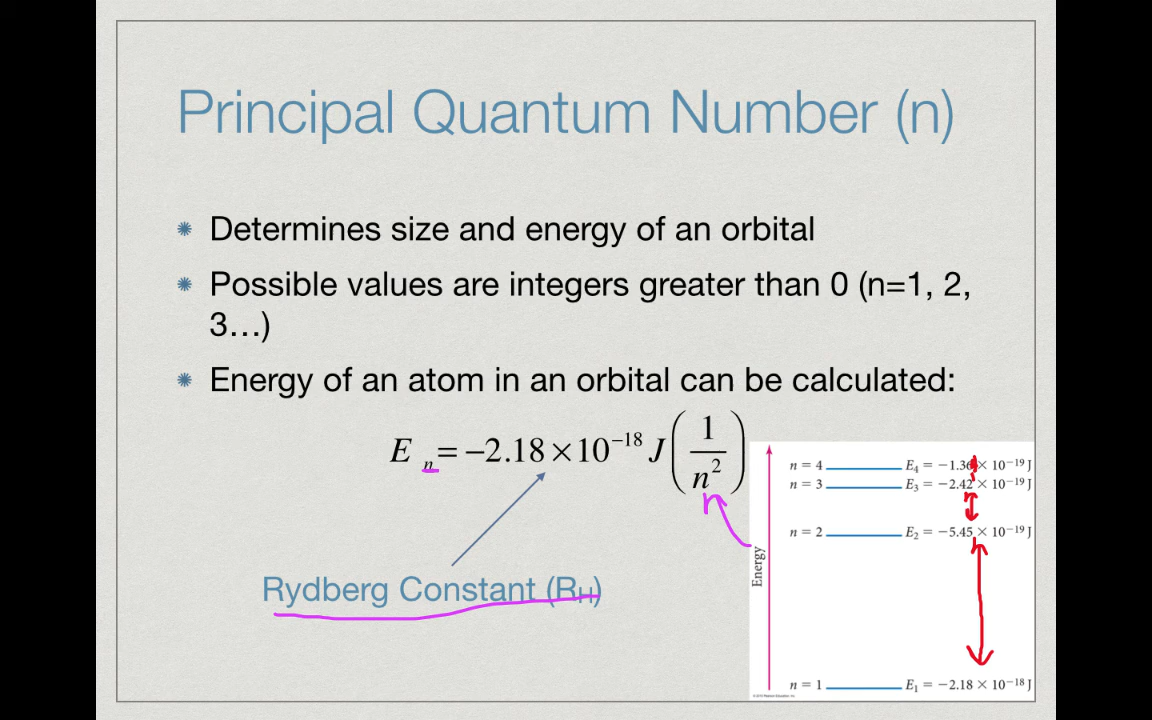 Principal Quantum Number (n)
Determines size and energy of an orbital
Possible values are integers greater than 0 (n=1, 2,
3…)
Energy of an atom in an orbital can be calculated:
E n = −2.18 × 10⁻¹⁸ J (1/n²)
Rydberg Constant (RH)
Energy
n = 4 E₄ = −1.36 × 10⁻¹⁹ J
n = 3 E₃ = −2.42 × 10⁻¹⁹ J
n = 2 E₂ = −5.45 × 10⁻¹⁹ J
n = 1 E₁ = −2.18 × 10⁻¹⁸ J